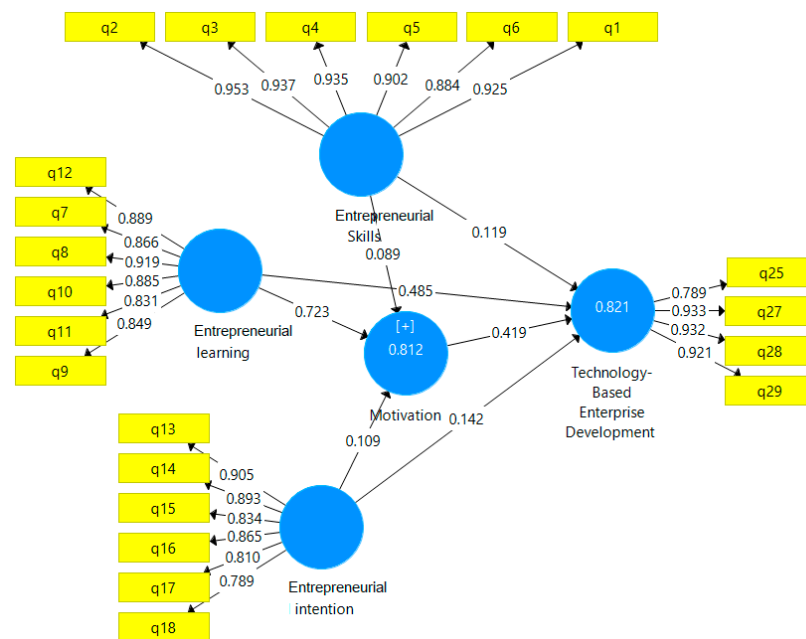 q2
q3
q4
q5
q6
q1
0.953
0.937
0.935
0.902
0.884
0.925
q12
q7
q8
q10
q11
q9
0.889
0.866
0.919
0.885
0.831
0.849
Entrepreneurial
Skills
0.089
0.119
Entrepreneurial
learning
0.723
0.485
[+]
0.812
Motivation
0.419
0.821
Technology-
Based
Enterprise
Development
0.789
0.933
0.932
0.921
q25
q27
q28
q29
0.109
0.142
q13
q14
q15
q16
q17
q18
0.905
0.893
0.834
0.865
0.810
0.789
Entrepreneurial
intention